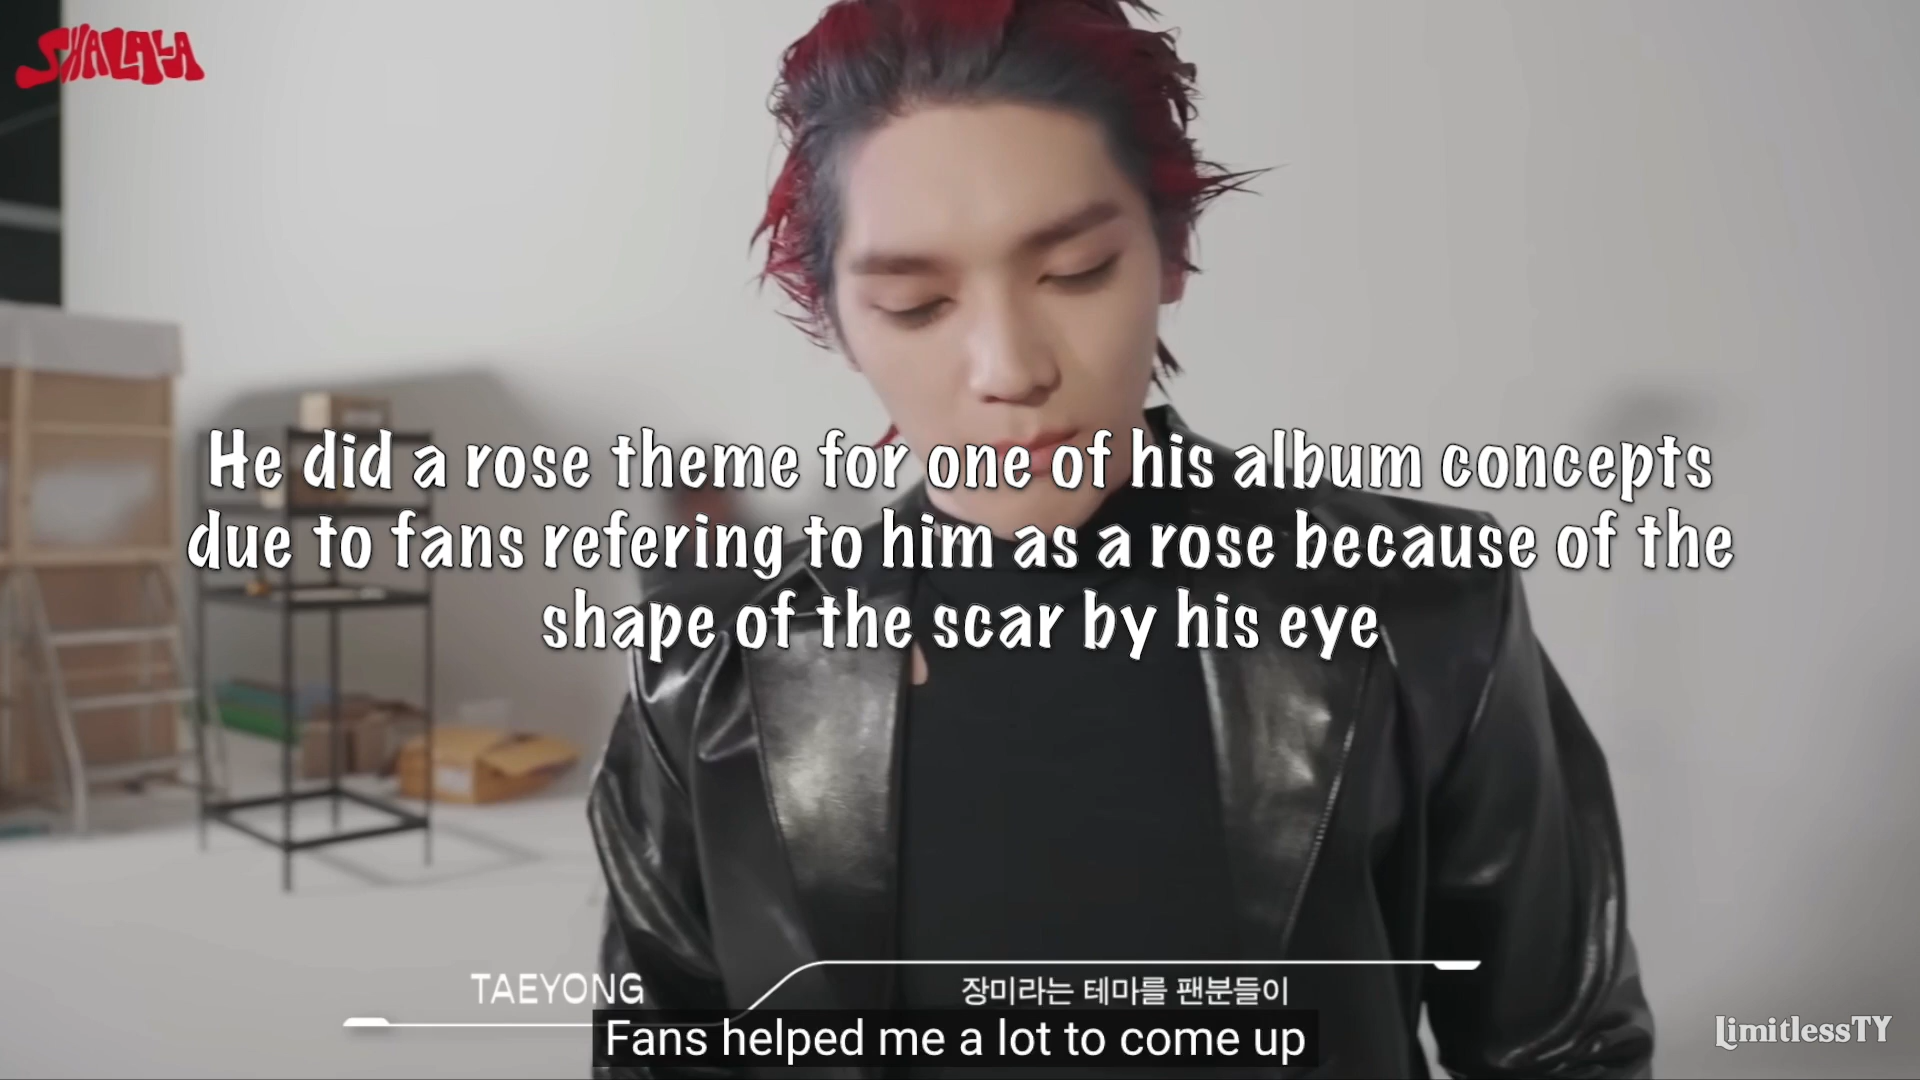 SHALALA
He did a rose theme for one of his album concepts
due to fans refering to him as a rose because of the
shape of the scar by his eye
TAEYONG
장미라는 테마를 팬분들이
Fans helped me a lot to come up
LimitlessTY